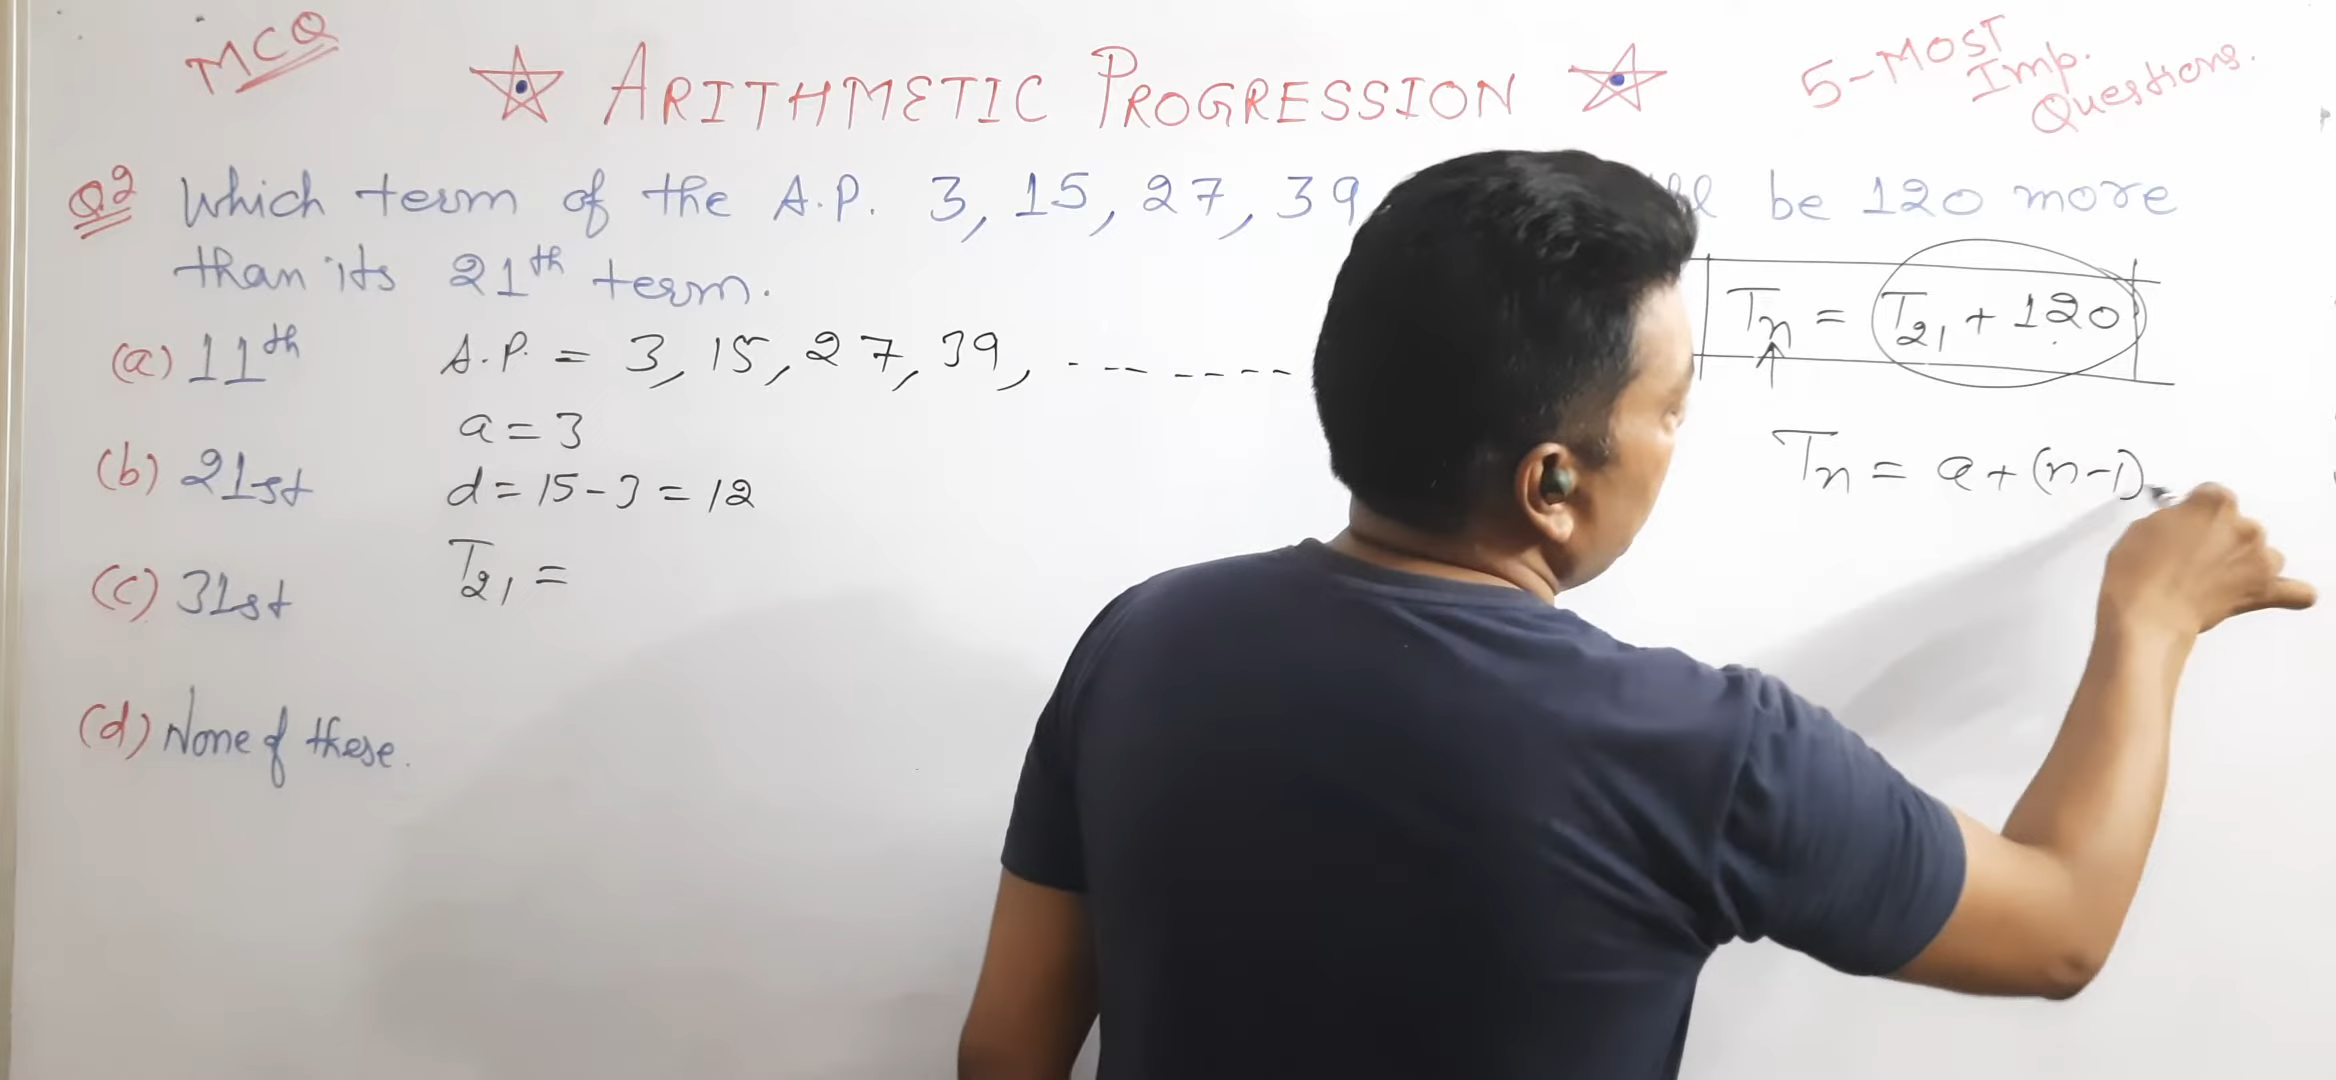 MCQ
☆ ARITHMETIC PROGRESSION ☆
5-MOST
Imp.
Questions.
Q2 Which term of the A.P. 3, 15, 27, 39 be 120 more
than its 21th term.
(a) 11th
(b) 21st
(c) 31st
(d) None of these.
A.P. = 3, 15, 27, 39, .-- ----
a = 3
d = 15 - 3 = 12
T21 =
Tn = T21 + 120
Tn = a + (n-1)